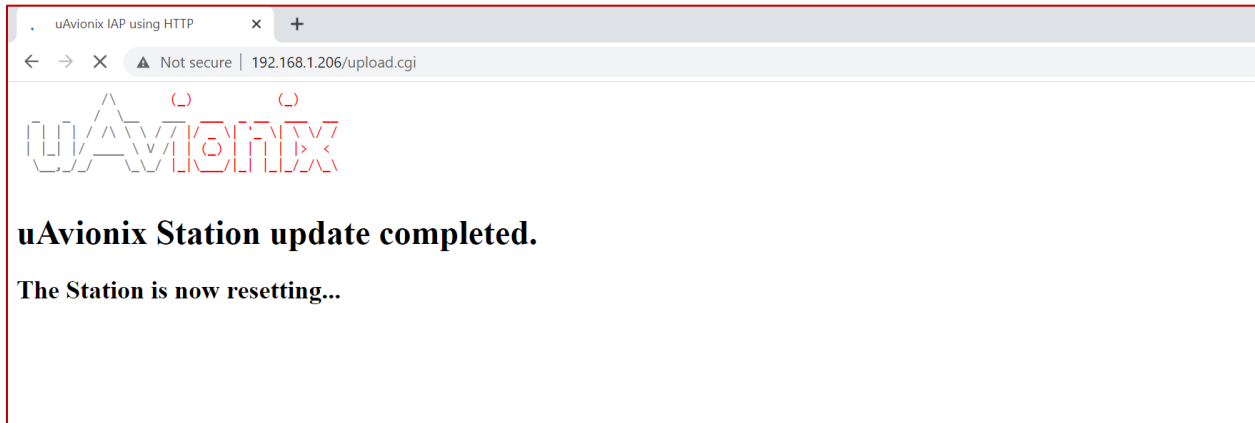 uAvionix IAP using HTTP
Not secure | 192.168.1.206/upload.cgi
uAvionix
uAvionix Station update completed.
The Station is now resetting...